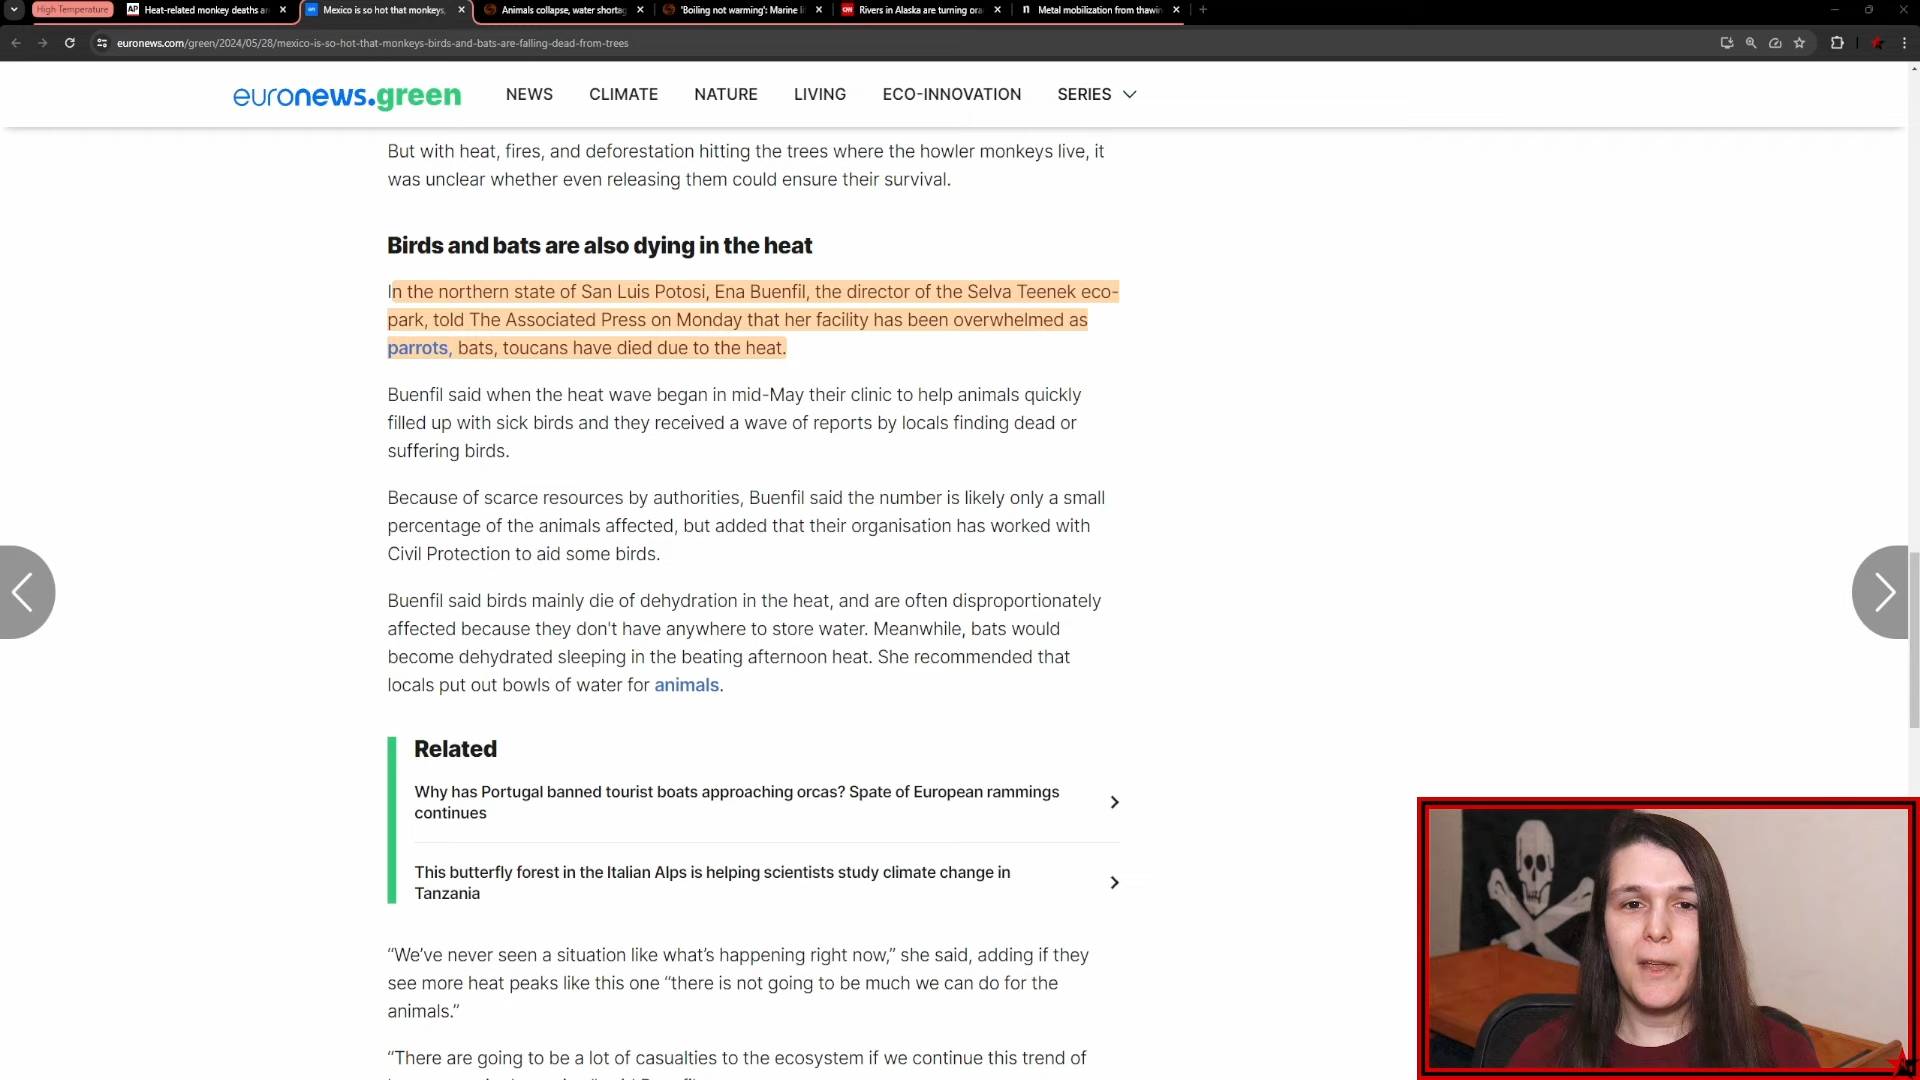 High Temperature
AP Heat-related monkey deaths ar
Mexico is so hot that monkeys,
Animals collapse, water shortag
'Boiling not warming': Marine li
Rivers in Alaska are turning ora
n Metal mobilization from thawin
euronews.com/green/2024/05/28/mexico-is-so-hot-that-monkeys-birds-and-bats-are-falling-dead-from-trees
euronews.green NEWS CLIMATE NATURE LIVING ECO-INNOVATION SERIES
But with heat, fires, and deforestation hitting the trees where the howler monkeys live, it
was unclear whether even releasing them could ensure their survival.
Birds and bats are also dying in the heat
In the northern state of San Luis Potosi, Ena Buenfil, the director of the Selva Teenek eco-
park, told The Associated Press on Monday that her facility has been overwhelmed as
parrots, bats, toucans have died due to the heat.
Buenfil said when the heat wave began in mid-May their clinic to help animals quickly
filled up with sick birds and they received a wave of reports by locals finding dead or
suffering birds.
Because of scarce resources by authorities, Buenfil said the number is likely only a small
percentage of the animals affected, but added that their organisation has worked with
Civil Protection to aid some birds.
Buenfil said birds mainly die of dehydration in the heat, and are often disproportionately
affected because they don't have anywhere to store water. Meanwhile, bats would
become dehydrated sleeping in the beating afternoon heat. She recommended that
locals put out bowls of water for animals.
Related
Why has Portugal banned tourist boats approaching orcas? Spate of European rammings
continues
This butterfly forest in the Italian Alps is helping scientists study climate change in
Tanzania
“We’ve never seen a situation like what’s happening right now,” she said, adding if they
see more heat peaks like this one “there is not going to be much we can do for the
animals.”
“There are going to be a lot of casualties to the ecosystem if we continue this trend of